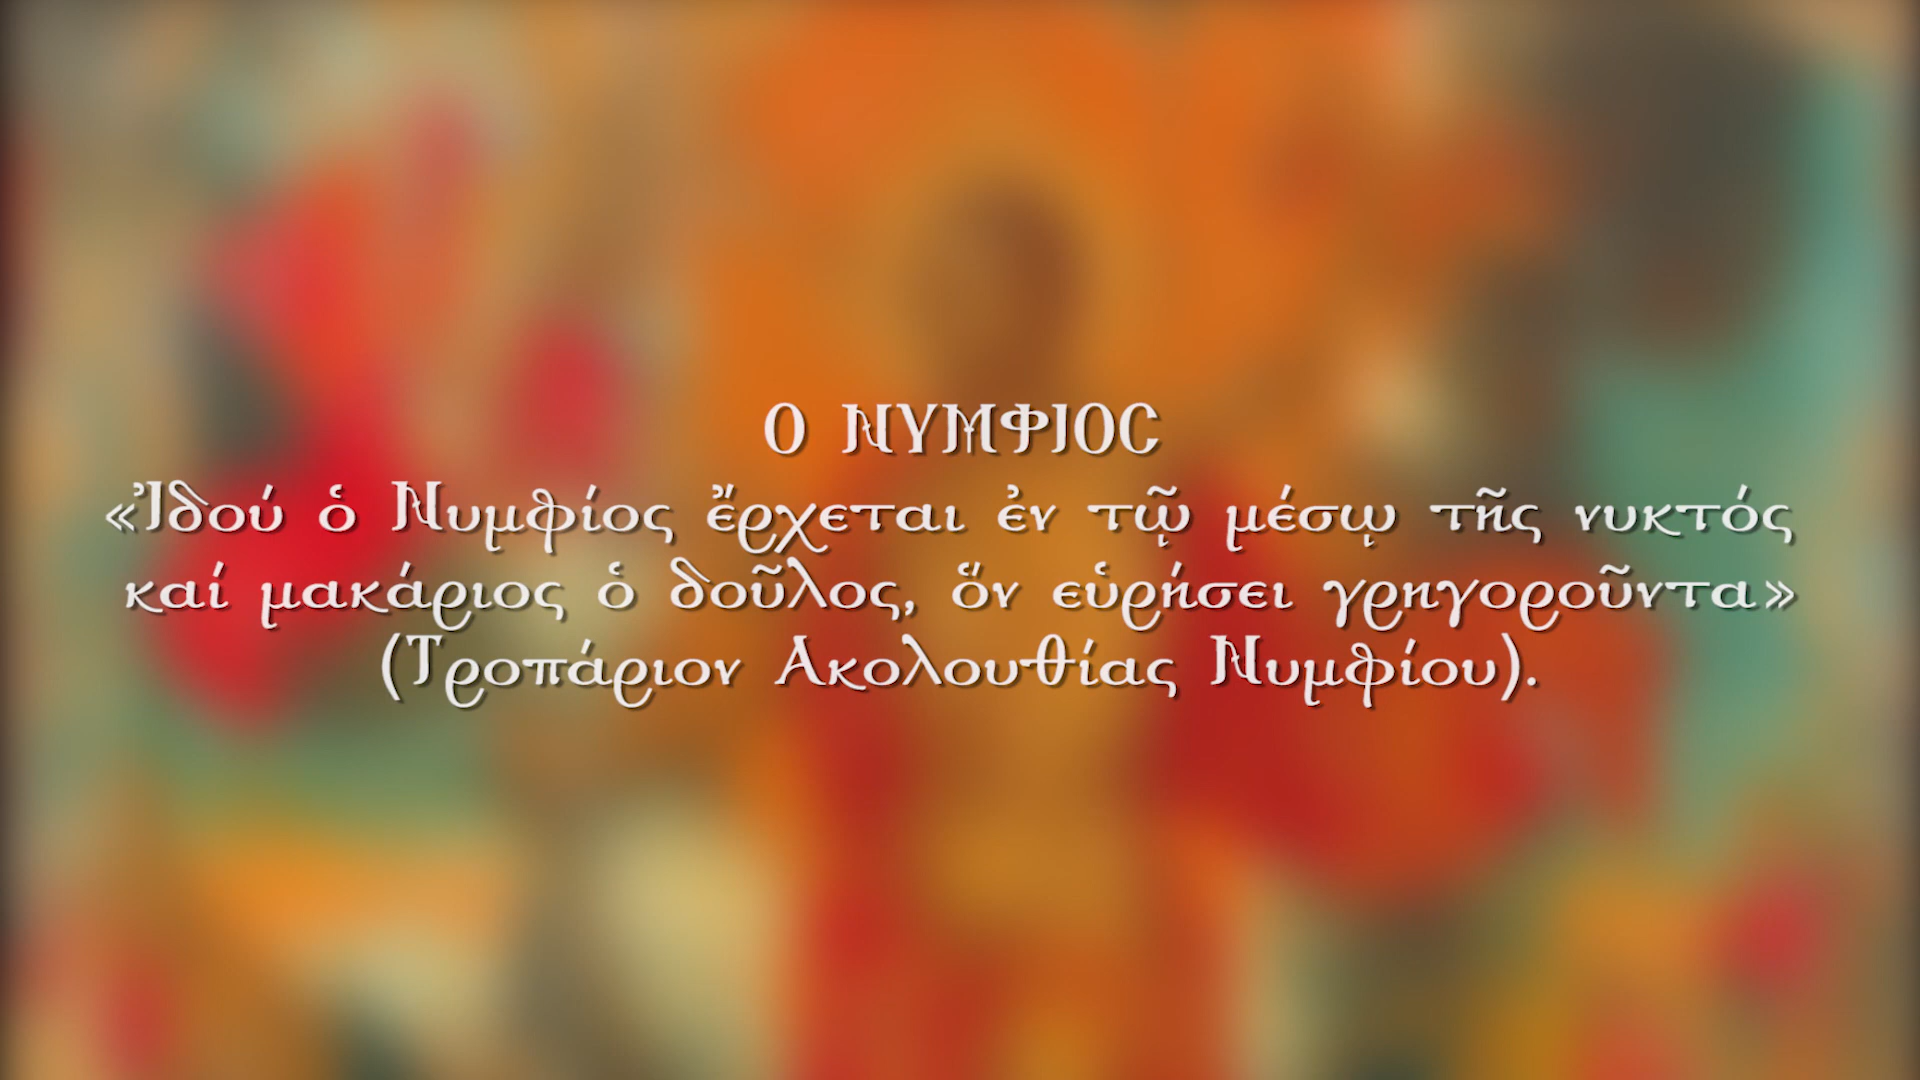 Ο ΝΥΜΦΙΟC
«Ἰδού ὁ Νυμφίος ἔρχεται ἐν τῷ μέσῳ τῆς νυκτός
καί μακάριος ὁ δοῦλος, ὅν εὑρήσει γρηγοροῦντα»
(Τροπάριον Ακολουθίας Νυμφίου).